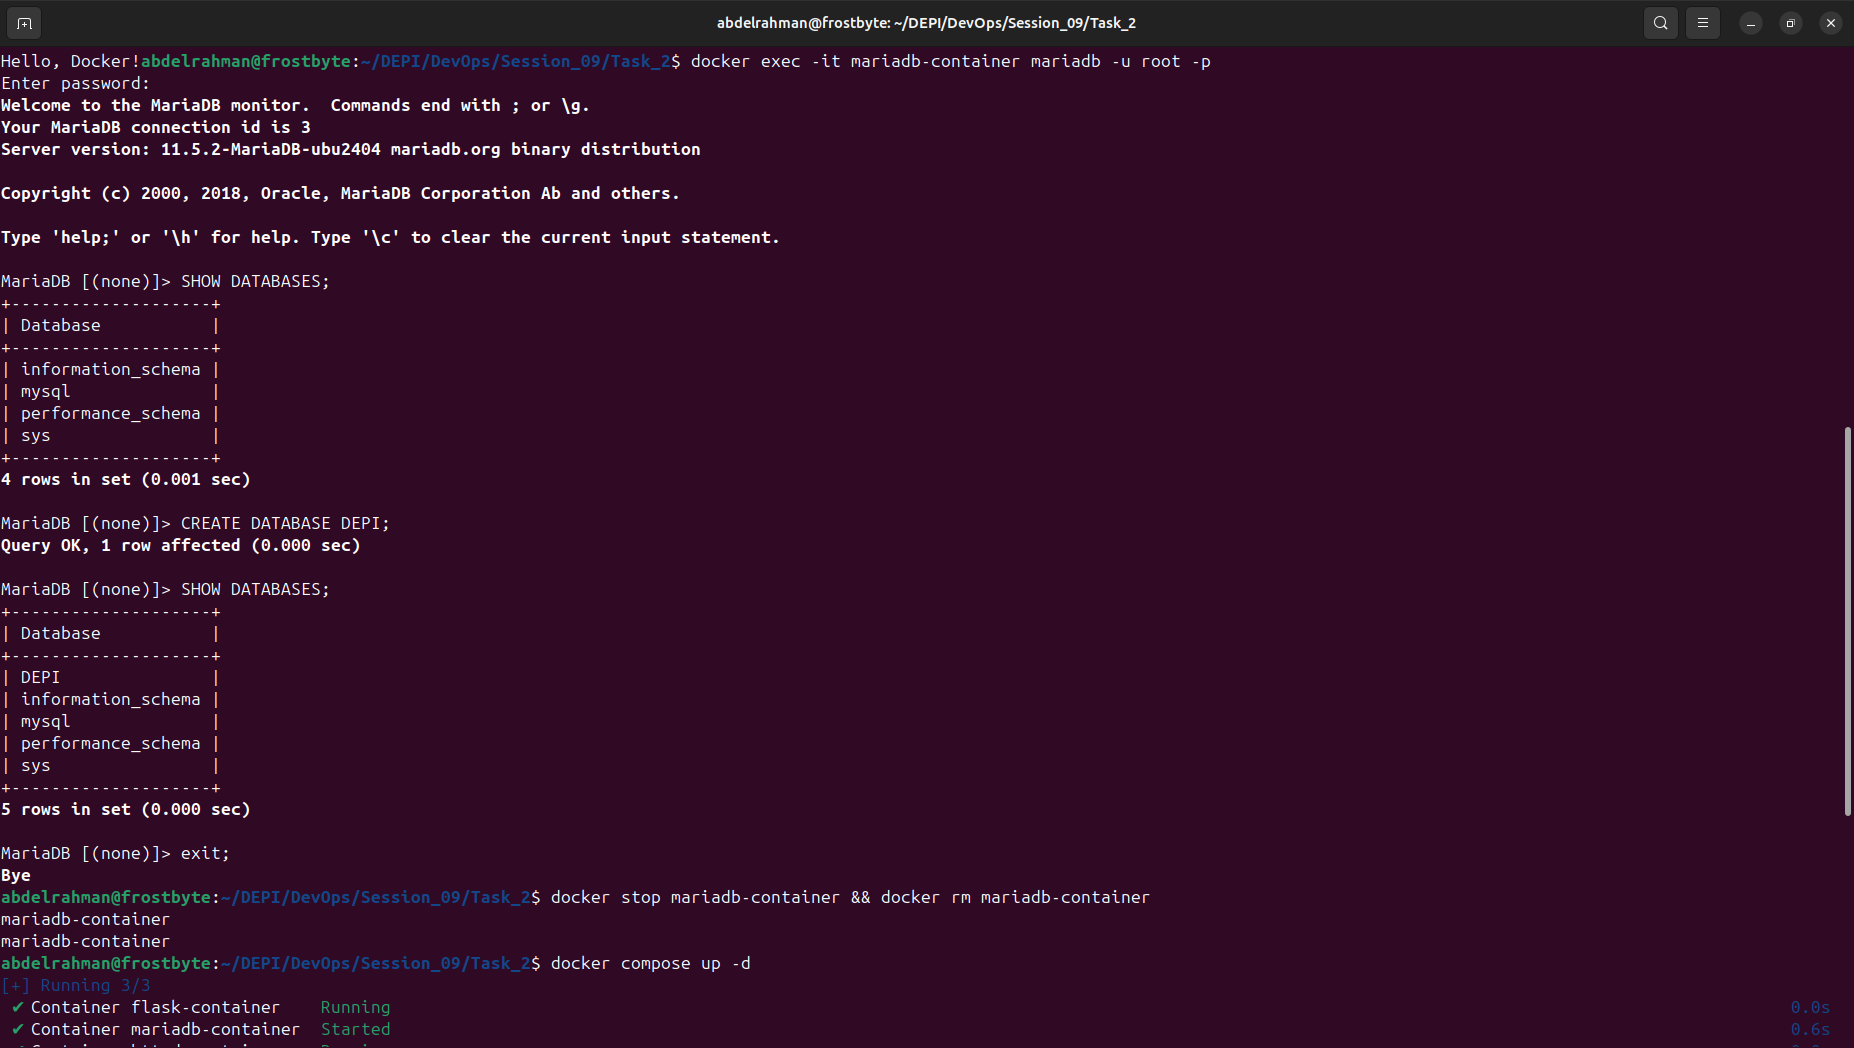 abdelrahman@frostbyte: ~/DEPI/DevOps/Session_09/Task_2
Hello, Docker!abdelrahman@frostbyte:~/DEPI/DevOps/Session_09/Task_2$ docker exec -it mariadb-container mariadb -u root -p
Enter password:
Welcome to the MariaDB monitor.  Commands end with ; or \g.
Your MariaDB connection id is 3
Server version: 11.5.2-MariaDB-ubu2404 mariadb.org binary distribution

Copyright (c) 2000, 2018, Oracle, MariaDB Corporation Ab and others.

Type 'help;' or '\h' for help. Type '\c' to clear the current input statement.

MariaDB [(none)]> SHOW DATABASES;
+--------------------+
| Database           |
+--------------------+
| information_schema |
| mysql              |
| performance_schema |
| sys                |
+--------------------+
4 rows in set (0.001 sec)

MariaDB [(none)]> CREATE DATABASE DEPI;
Query OK, 1 row affected (0.000 sec)

MariaDB [(none)]> SHOW DATABASES;
+--------------------+
| Database           |
+--------------------+
| DEPI               |
| information_schema |
| mysql              |
| performance_schema |
| sys                |
+--------------------+
5 rows in set (0.000 sec)

MariaDB [(none)]> exit;
Bye
abdelrahman@frostbyte:~/DEPI/DevOps/Session_09/Task_2$ docker stop mariadb-container && docker rm mariadb-container
mariadb-container
mariadb-container
abdelrahman@frostbyte:~/DEPI/DevOps/Session_09/Task_2$ docker compose up -d
[+] Running 3/3
✔ Container flask-container    Running    0.0s
✔ Container mariadb-container  Started    0.6s